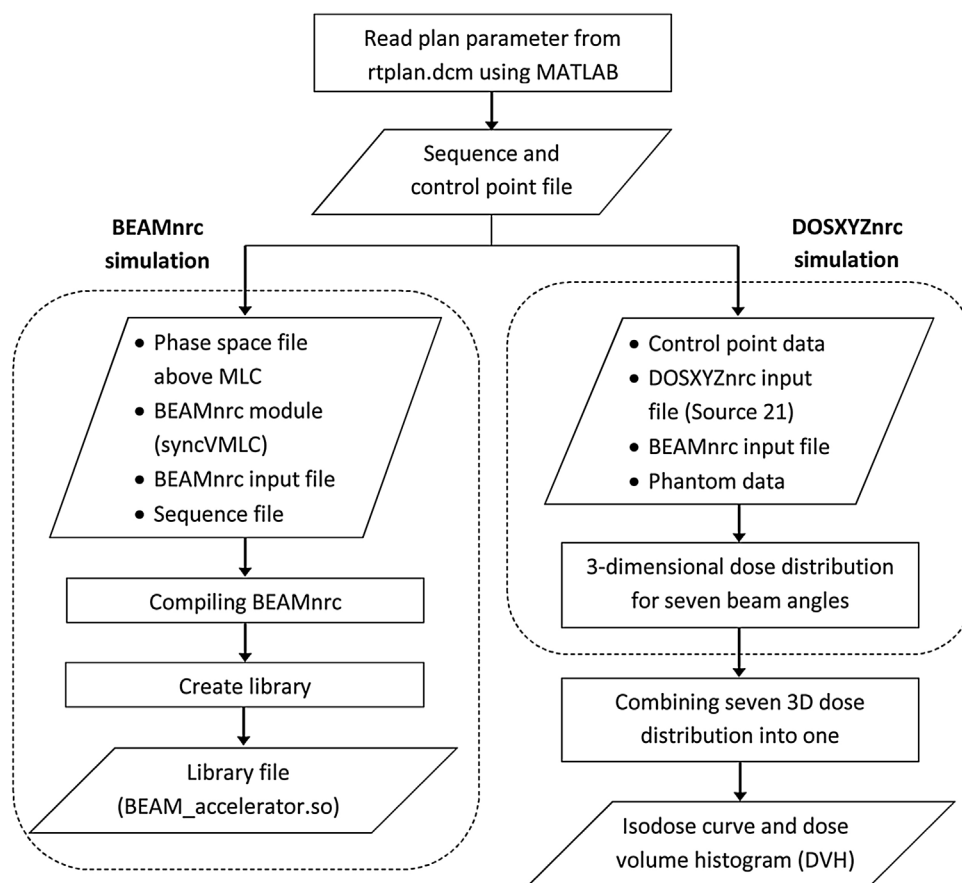 Read plan parameter from
rtplan.dcm using MATLAB
Sequence and
control point file
BEAMnrc
simulation
• Phase space file
above MLC
• BEAMnrc module
(syncVMLC)
• BEAMnrc input file
• Sequence file
Compiling BEAMnrc
Create library
Library file
(BEAM_accelerator.so)
DOSXYZnrc
simulation
• Control point data
• DOSXYZnrc input
file (Source 21)
• BEAMnrc input file
• Phantom data
3-dimensional dose distribution
for seven beam angles
Combining seven 3D dose
distribution into one
Isodose curve and dose
volume histogram (DVH)